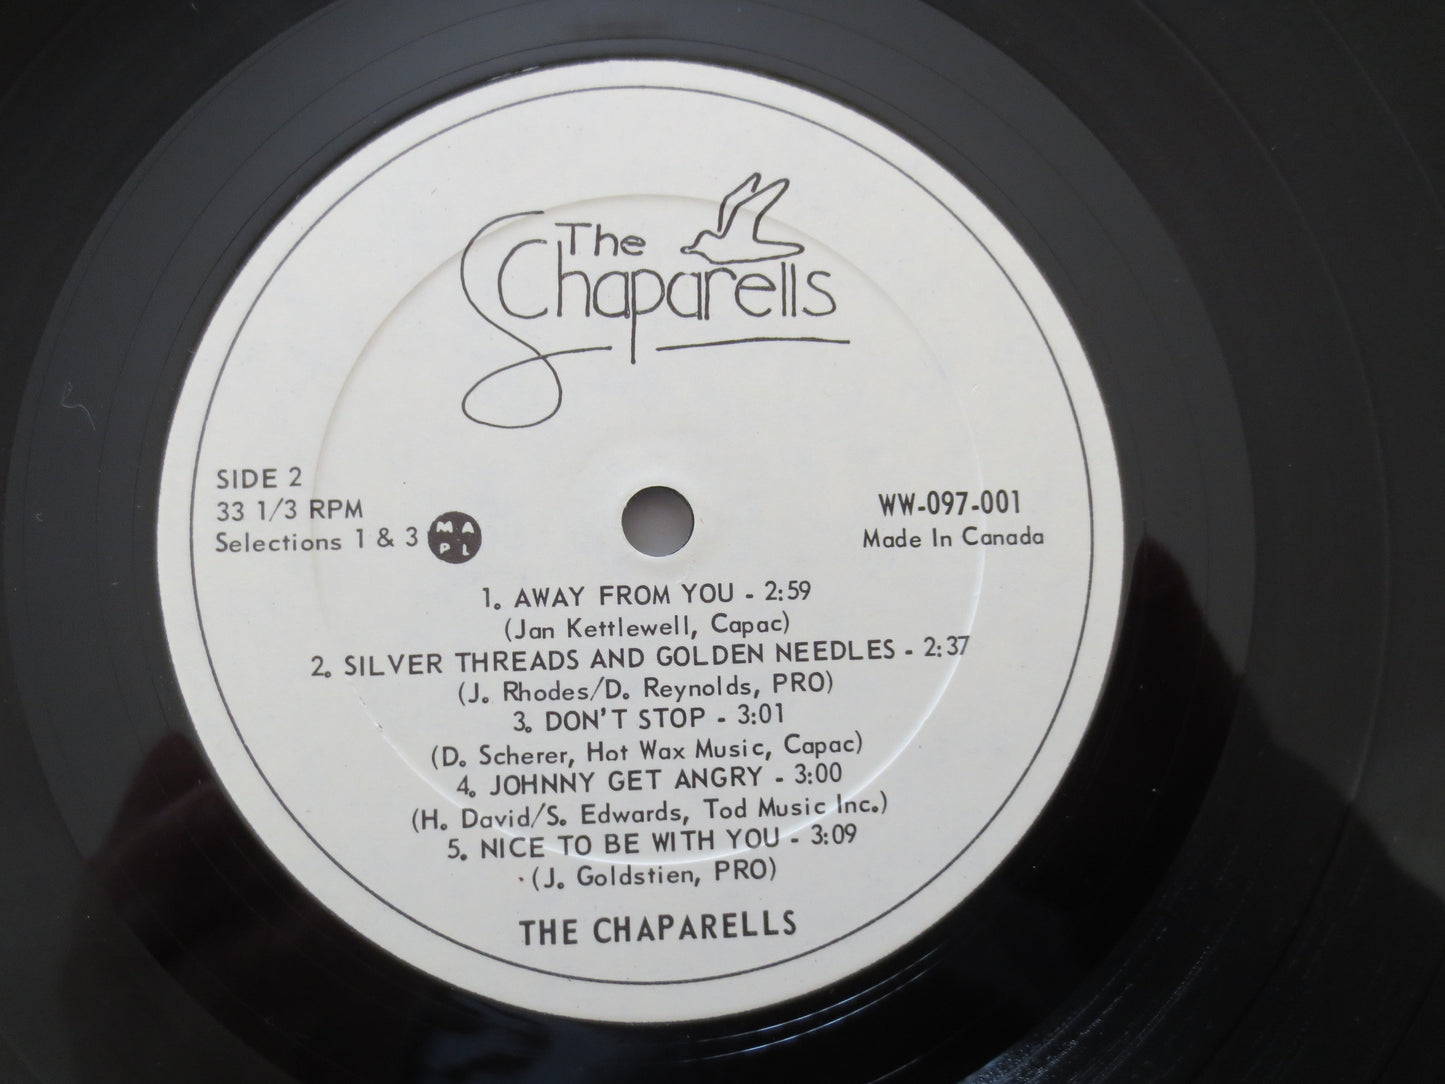 The
Chaparells
SIDE 2
33 1/3 RPM
Selections 1 & 3
M A
P L
WW-097-001
Made In Canada
1. AWAY FROM YOU - 2:59
(Jan Kettlewell, Capac)
2. SILVER THREADS AND GOLDEN NEEDLES - 2:37
(J. Rhodes/D. Reynolds, PRO)
3. DON'T STOP - 3:01
(D. Scherer, Hot Wax Music, Capac)
4. JOHNNY GET ANGRY - 3:00
(H. David/S. Edwards, Tod Music Inc.)
5. NICE TO BE WITH YOU - 3:09
(J. Goldstien, PRO)
THE CHAPARELLS